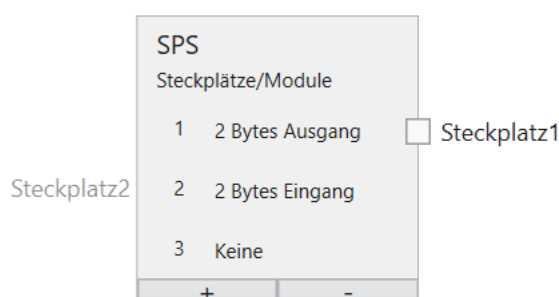 SPS
Steckplätze/Module
1 2 Bytes Ausgang Steckplatz1
Steckplatz2 2 2 Bytes Eingang
3 Keine
+ -